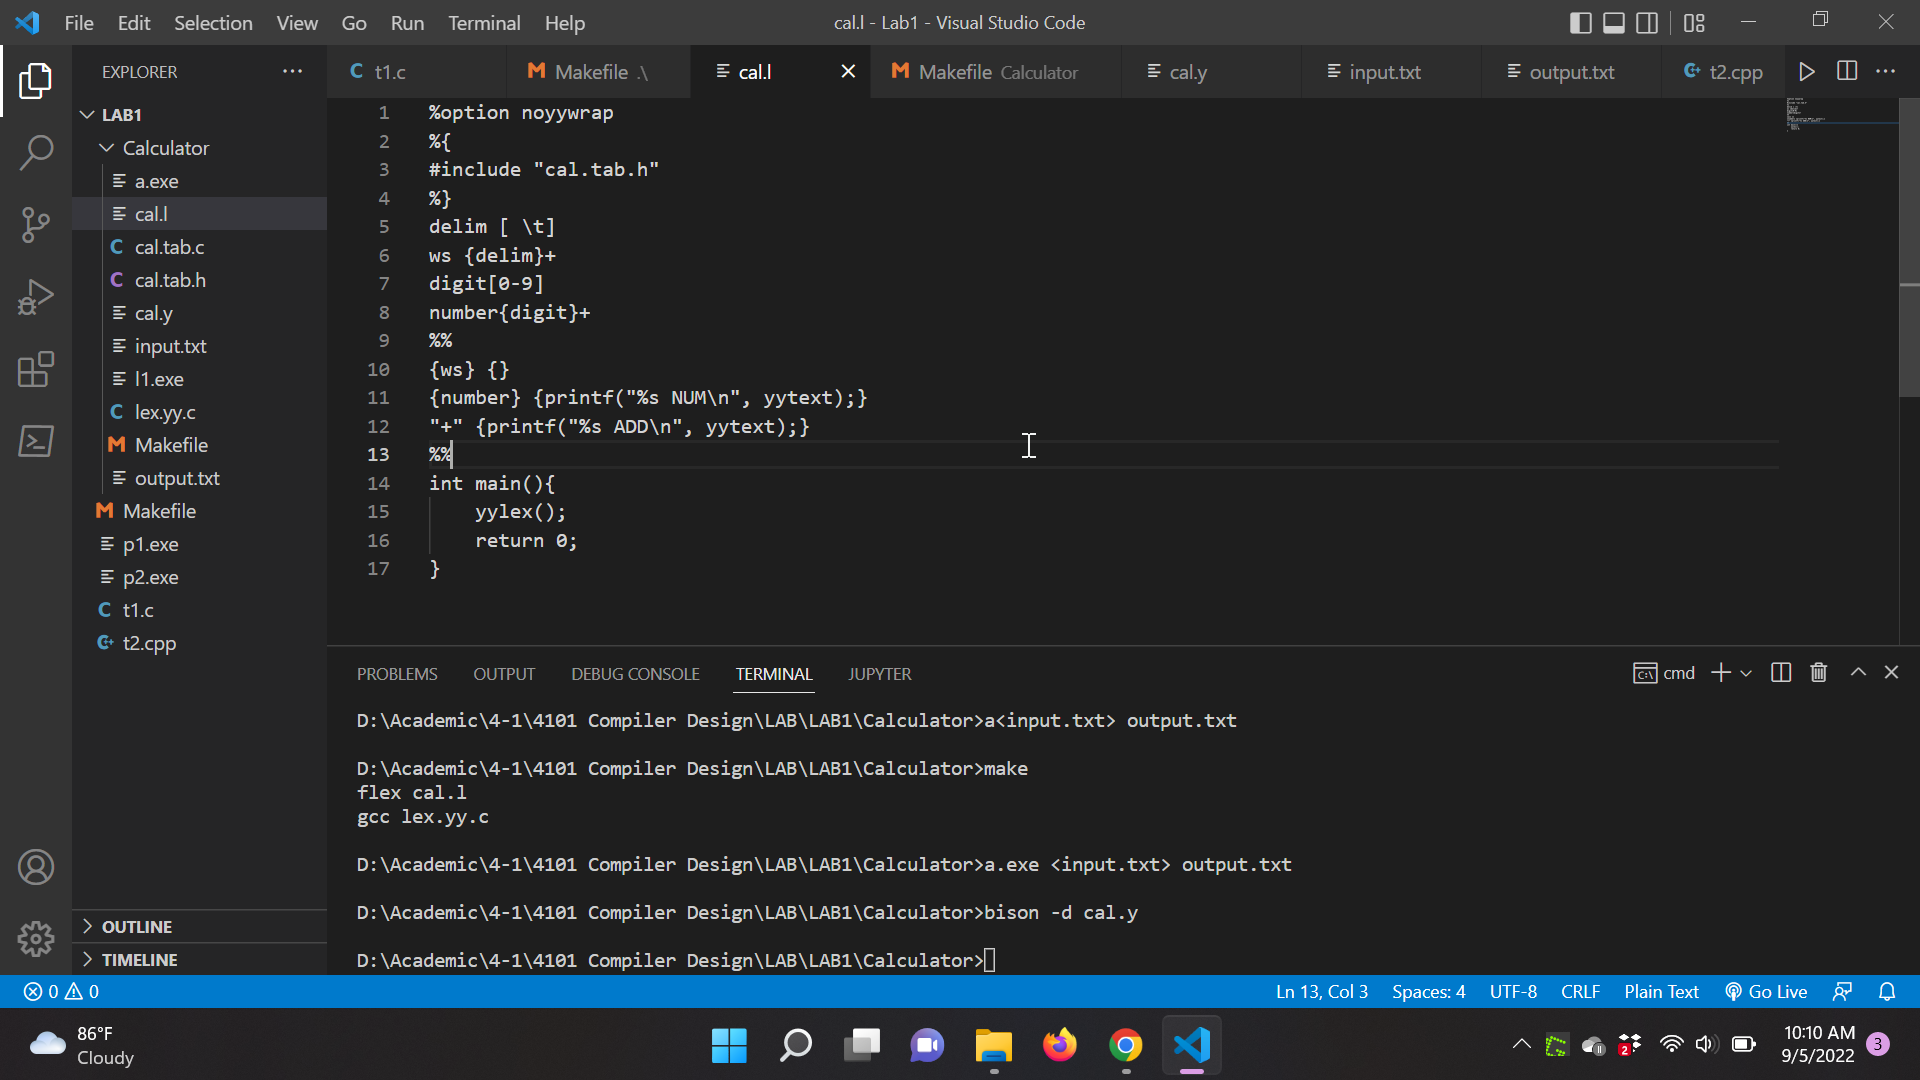 File Edit Selection View Go Run Terminal Help
cal.l - Lab1 - Visual Studio Code
EXPLORER
t1.c
Makefile .\
cal.l
Makefile Calculator
cal.y
input.txt
output.txt
t2.cpp
LAB1
Calculator
a.exe
cal.l
cal.tab.c
cal.tab.h
cal.y
input.txt
l1.exe
lex.yy.c
Makefile
output.txt
Makefile
p1.exe
p2.exe
t1.c
t2.cpp
OUTLINE
TIMELINE
1 %option noyywrap
2 %{
3 #include "cal.tab.h"
4 %}
5 delim [ \t]
6 ws {delim}+
7 digit[0-9]
8 number{digit}+
9 %%
10 {ws} {}
11 {number} {printf("%s NUM\n", yytext);}
12 "+" {printf("%s ADD\n", yytext);}
13 %%
14 int main(){
15 yylex();
16 return 0;
17 }
PROBLEMS OUTPUT DEBUG CONSOLE TERMINAL JUPYTER
cmd
D:\Academic\4-1\4101 Compiler Design\LAB\LAB1\Calculator>a<input.txt> output.txt
D:\Academic\4-1\4101 Compiler Design\LAB\LAB1\Calculator>make
flex cal.l
gcc lex.yy.c
D:\Academic\4-1\4101 Compiler Design\LAB\LAB1\Calculator>a.exe <input.txt> output.txt
D:\Academic\4-1\4101 Compiler Design\LAB\LAB1\Calculator>bison -d cal.y
D:\Academic\4-1\4101 Compiler Design\LAB\LAB1\Calculator>
0 0
Ln 13, Col 3 Spaces: 4 UTF-8 CRLF Plain Text Go Live
86°F
Cloudy
2
10:10 AM
9/5/2022
3